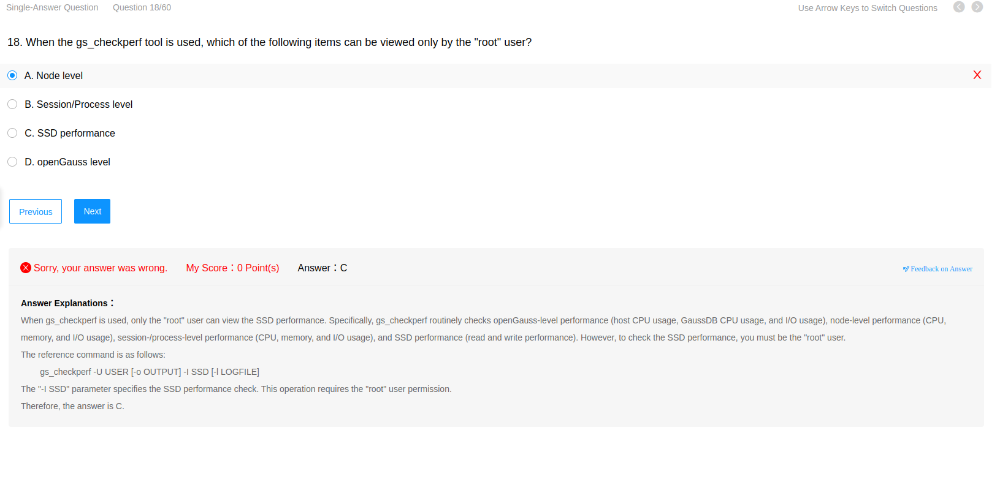 Single-Answer Question Question 18/60 Use Arrow Keys to Switch Questions
18. When the gs_checkperf tool is used, which of the following items can be viewed only by the "root" user?
A. Node level
B. Session/Process level
C. SSD performance
D. openGauss level
Previous Next
Sorry, your answer was wrong. My Score：0 Point(s) Answer：C Feedback on Answer
Answer Explanations：
When gs_checkperf is used, only the "root" user can view the SSD performance. Specifically, gs_checkperf routinely checks openGauss-level performance (host CPU usage, GaussDB CPU usage, and I/O usage), node-level performance (CPU,
memory, and I/O usage), session-/process-level performance (CPU, memory, and I/O usage), and SSD performance (read and write performance). However, to check the SSD performance, you must be the "root" user.
The reference command is as follows:
gs_checkperf -U USER [-o OUTPUT] -I SSD [-l LOGFILE]
The "-I SSD" parameter specifies the SSD performance check. This operation requires the "root" user permission.
Therefore, the answer is C.